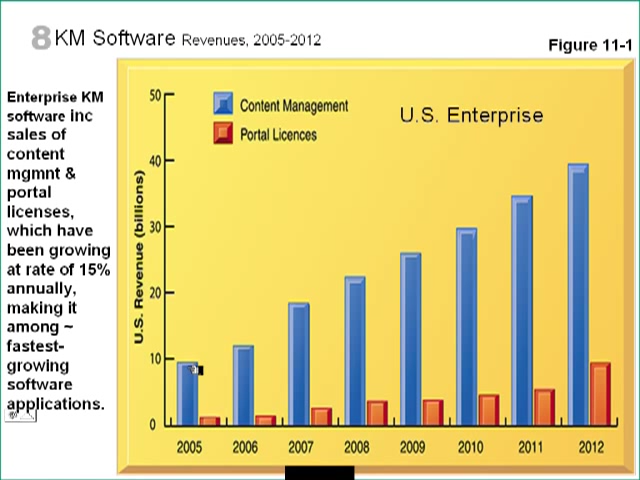 8 KM Software Revenues, 2005-2012
Figure 11-1
Enterprise KM
software inc
sales of
content
mgmnt &
portal
licenses,
which have
been growing
at rate of 15%
annually,
making it
among ~
fastest-
growing
software
applications.
U.S. Enterprise
Content Management
Portal Licences
U.S. Revenue (billions)
50
40
30
20
10
0
2005 2006 2007 2008 2009 2010 2011 2012